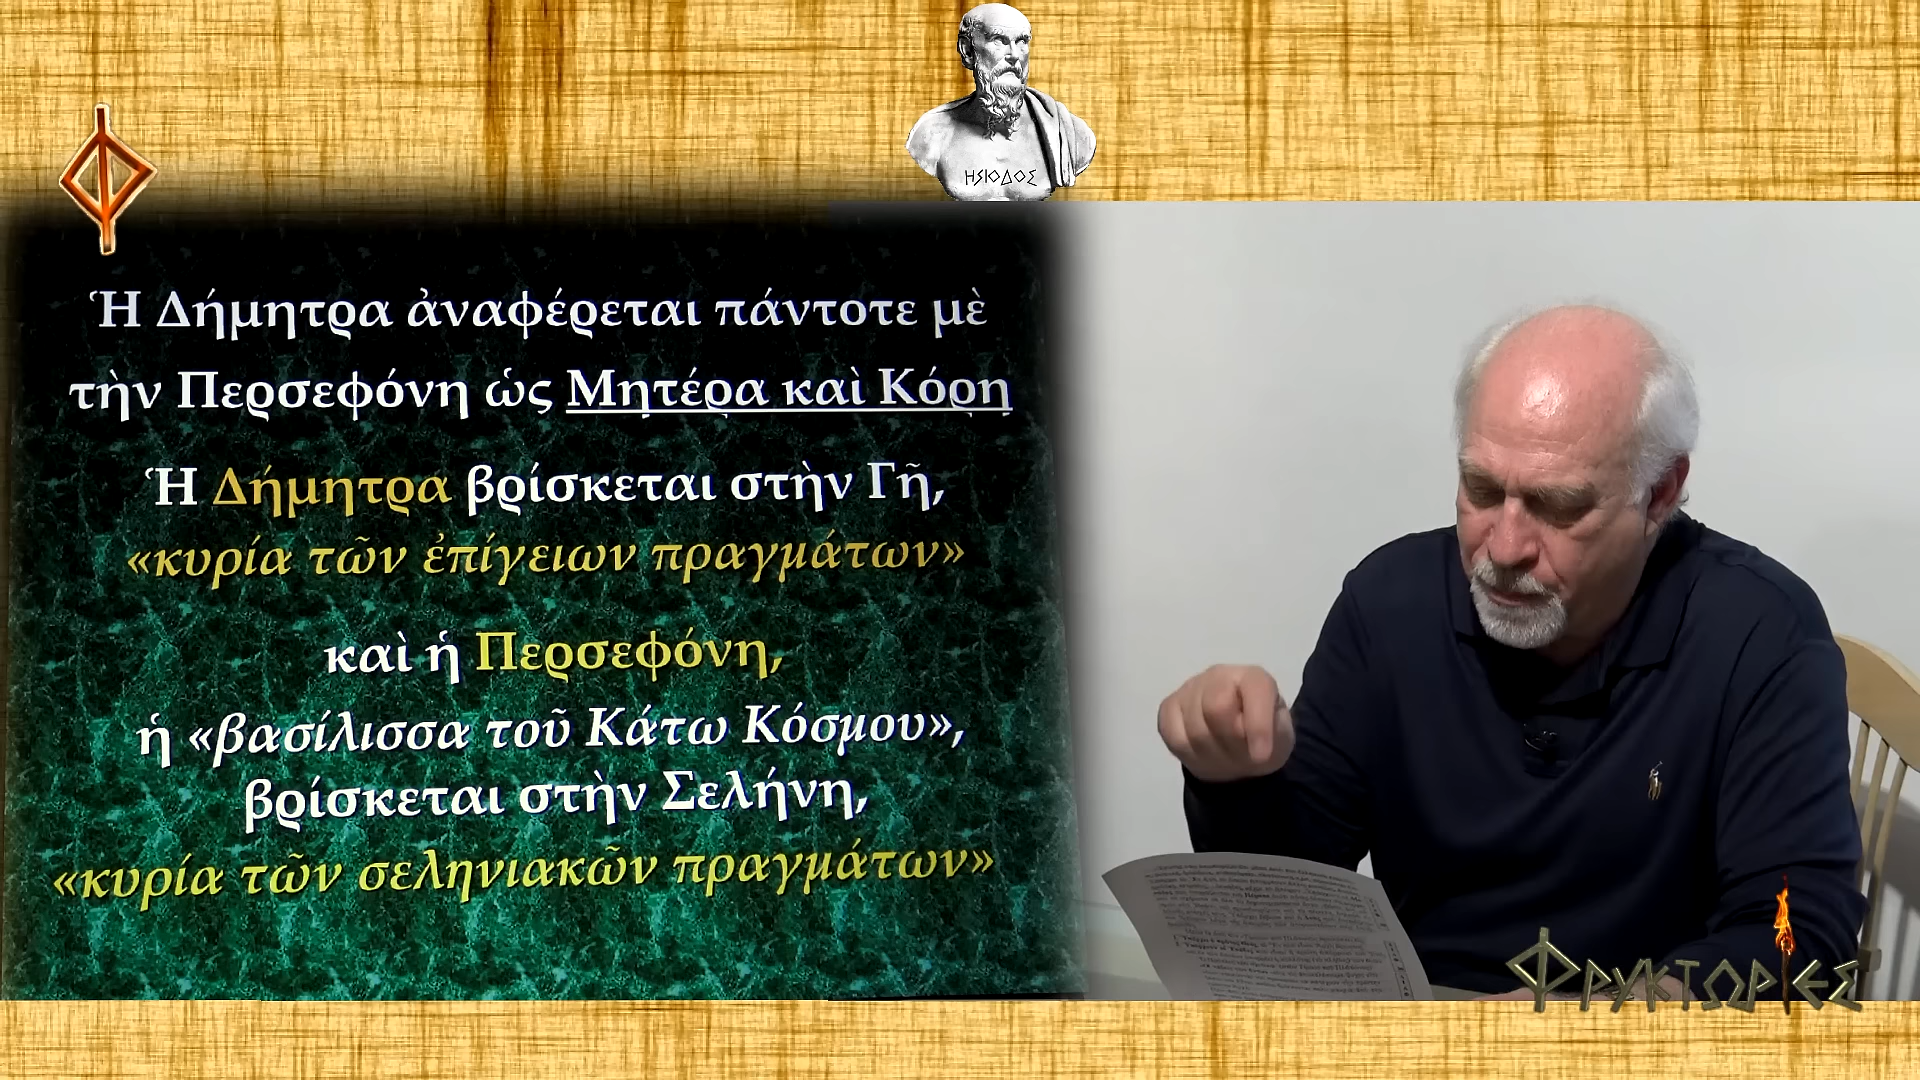 ΗΣΙΟΔΟΣ
Ἡ Δήμητρα ἀναφέρεται πάντοτε μὲ
τὴν Περσεφόνη ὡς Μητέρα καὶ Κόρη
Ἡ Δήμητρα βρίσκεται στὴν Γῆ,
«κυρία τῶν ἐπίγειων πραγμάτων»
καὶ ἡ Περσεφόνη,
ἡ «βασίλισσα τοῦ Κάτω Κόσμου»,
βρίσκεται στὴν Σελήνη,
«κυρία τῶν σεληνιακῶν πραγμάτων»
ΦΡΥΚΤΩΡΙΕΣ